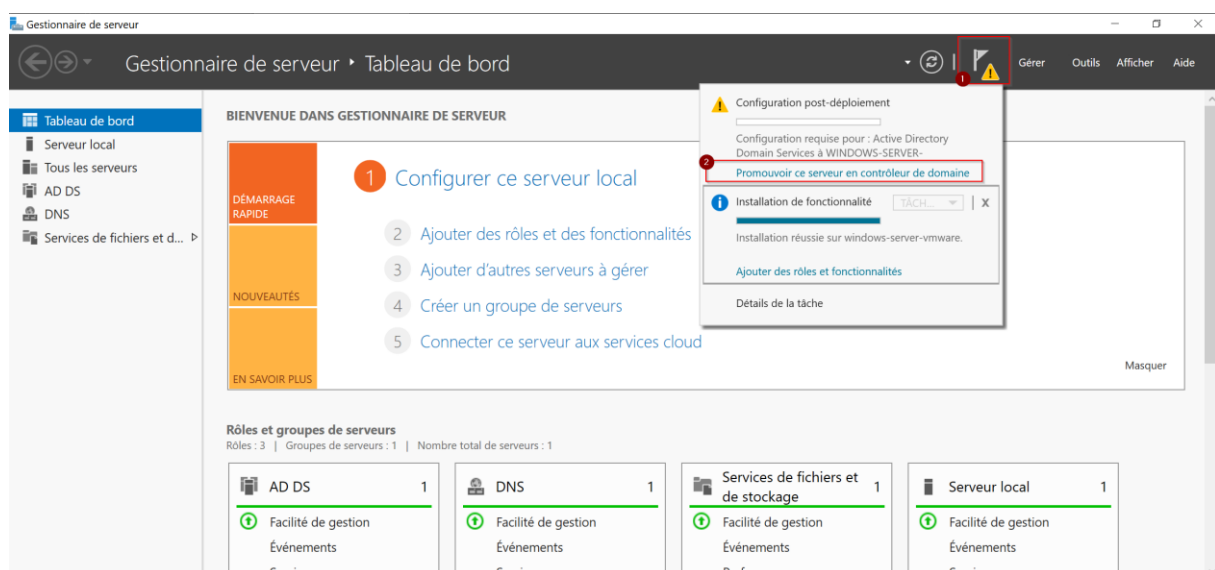 Gestionnaire de serveur
Gestionnaire de serveur • Tableau de bord
1
Gérer Outils Afficher Aide
Tableau de bord
Serveur local
Tous les serveurs
AD DS
DNS
Services de fichiers et d...
BIENVENUE DANS GESTIONNAIRE DE SERVEUR
DÉMARRAGE
RAPIDE
NOUVEAUTÉS
EN SAVOIR PLUS
1 Configurer ce serveur local
2 Ajouter des rôles et des fonctionnalités
3 Ajouter d'autres serveurs à gérer
4 Créer un groupe de serveurs
5 Connecter ce serveur aux services cloud
Masquer
Configuration post-déploiement
Configuration requise pour : Active Directory
Domain Services à WINDOWS-SERVER-
2
Promouvoir ce serveur en contrôleur de domaine
Installation de fonctionnalité TÂCH... X
Installation réussie sur windows-server-vmware.
Ajouter des rôles et fonctionnalités
Détails de la tâche
Rôles et groupes de serveurs
Rôles : 3 | Groupes de serveurs : 1 | Nombre total de serveurs : 1
AD DS 1
Facilité de gestion
Événements
DNS 1
Facilité de gestion
Événements
Services de fichiers et
de stockage
1
Facilité de gestion
Événements
Serveur local 1
Facilité de gestion
Événements